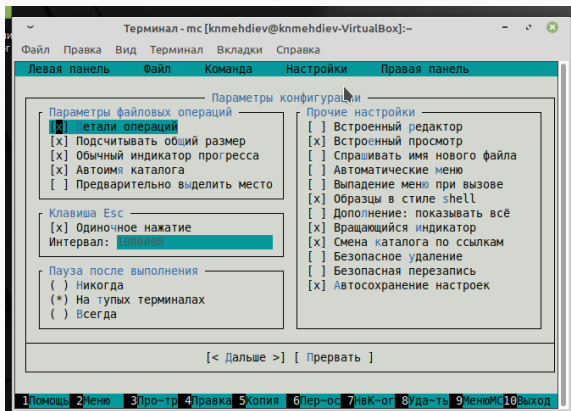 Терминал - mc [knmehdiev@knmehdiev-VirtualBox]:~
Файл Правка Вид Терминал Вкладки Справка
Левая панель Файл Команда Настройки Правая панель
Параметры конфигурации
Параметры файловых операций
[x] Детали операций
[x] Подсчитывать общий размер
[x] Обычный индикатор прогресса
[x] Автоимя каталога
[ ] Предварительно выделить место
Клавиша Esc
[x] Одиночное нажатие
Интервал: 1000000
Пауза после выполнения
( ) Никогда
(*) На тупых терминалах
( ) Всегда
Прочие настройки
[ ] Встроенный редактор
[x] Встроенный просмотр
[ ] Спрашивать имя нового файла
[ ] Автоматические меню
[ ] Выпадение меню при вызове
[x] Образцы в стиле shell
[ ] Дополнение: показывать всё
[x] Вращающийся индикатор
[x] Смена каталога по ссылкам
[ ] Безопасное удаление
[ ] Безопасная перезапись
[x] Автосохранение настроек
[< Дальше >] [ Прервать ]
1Помощь 2Меню 3Про~тр 4Правка 5Копия 6Пер~ос 7НвК~ог 8Уда~ть 9МенюMC 10Выход